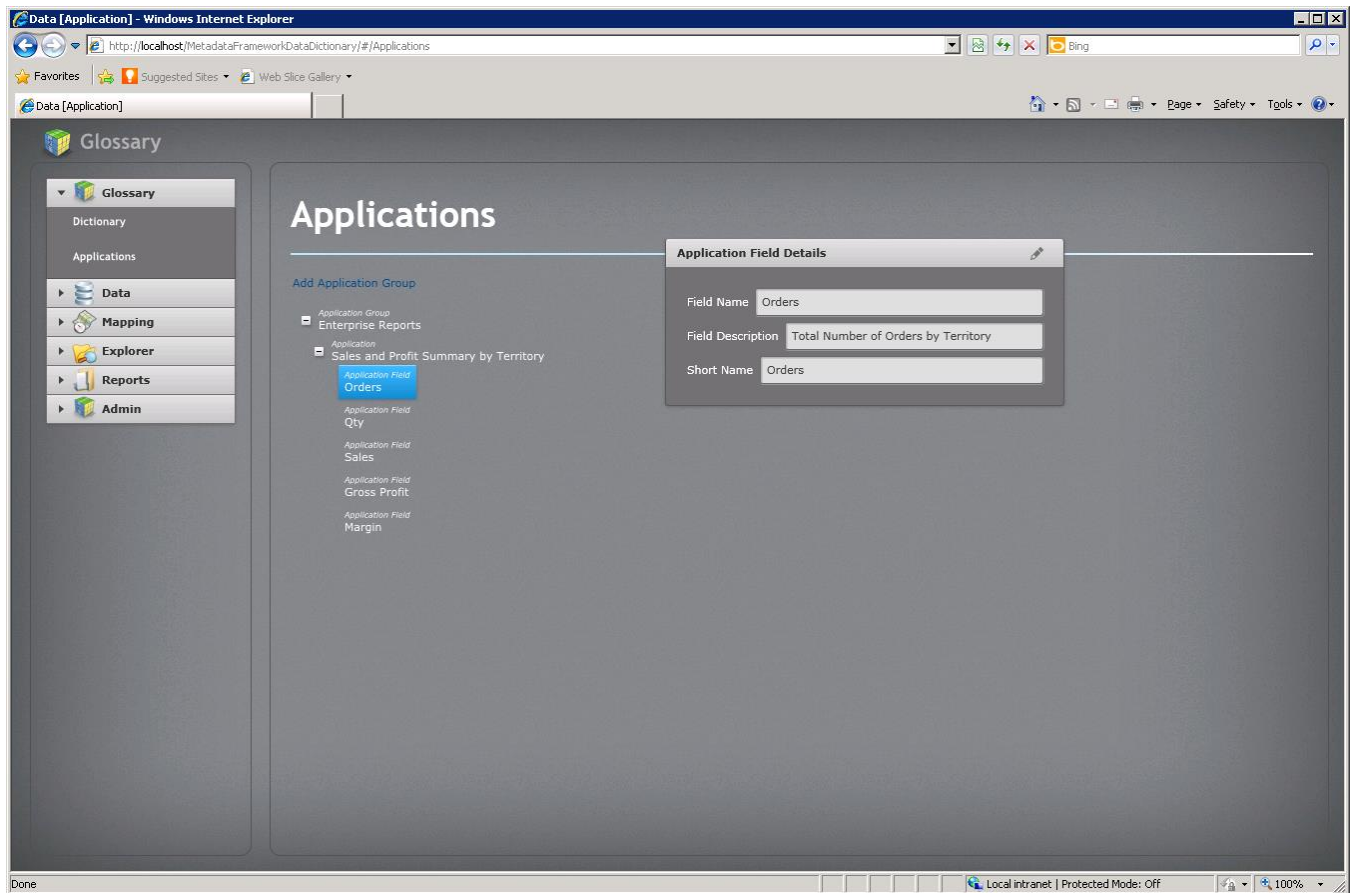 Data [Application] - Windows Internet Explorer
http://localhost/MetadataFrameworkDataDictionary/#/Applications
Bing
Favorites Suggested Sites Web Slice Gallery
Data [Application]
Page Safety Tools
Glossary
Glossary
Dictionary
Applications
Data
Mapping
Explorer
Reports
Admin
Applications
Add Application Group
Application Group
Enterprise Reports
Application
Sales and Profit Summary by Territory
Application Field
Orders
Application Field
Qty
Application Field
Sales
Application Field
Gross Profit
Application Field
Margin
Application Field Details
Field Name Orders
Field Description Total Number of Orders by Territory
Short Name Orders
Done
Local intranet | Protected Mode: Off
100%